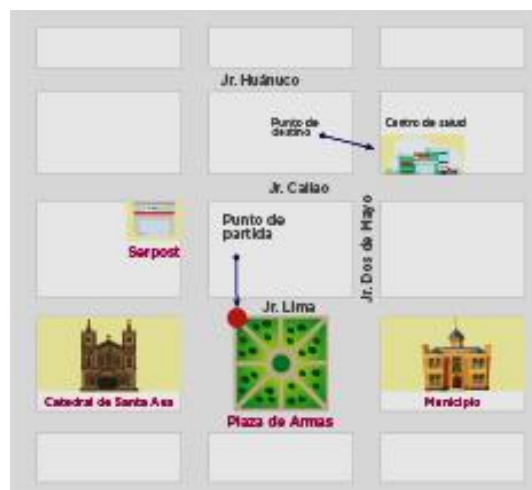 Jr. Huánuco
Punto de
destino
Centro de salud
Jr. Callao
Jr. Dos de Mayo
Serpost
Punto de
partida
Jr. Lima
Catedral de Santa Ana
Plaza de Armas
Municipio